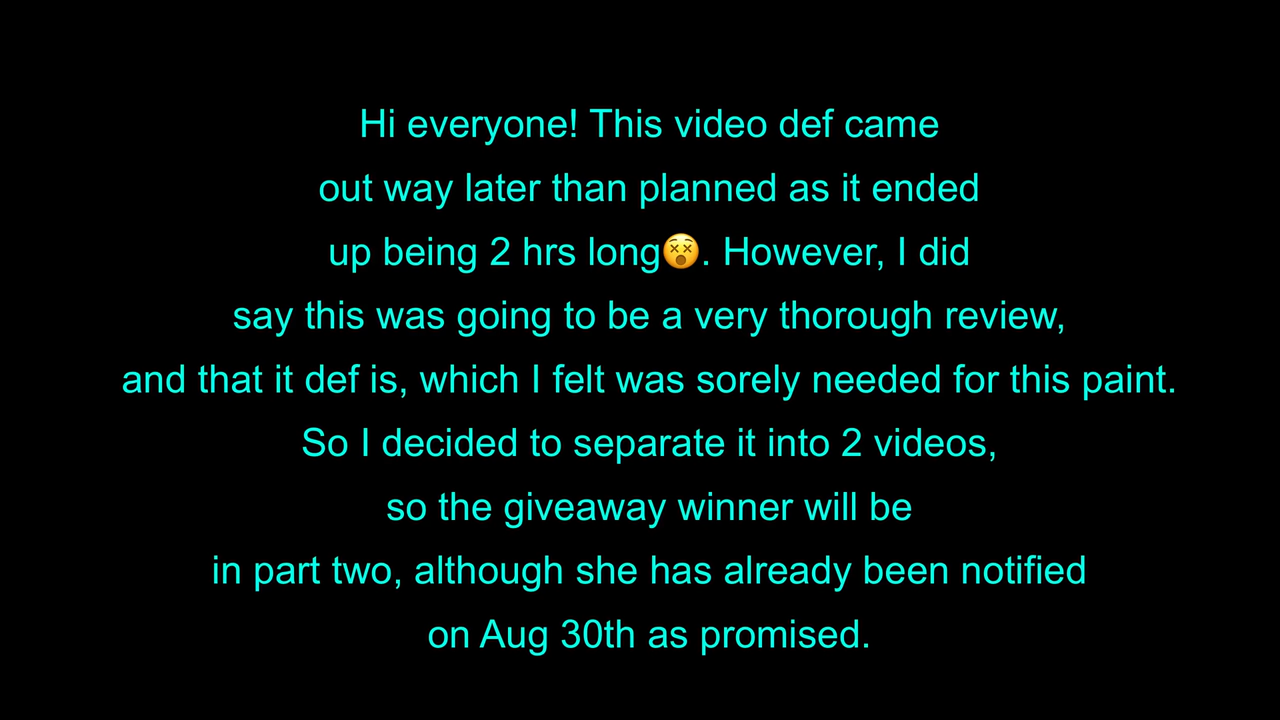 Hi everyone! This video def came
out way later than planned as it ended
up being 2 hrs long😵. However, I did
say this was going to be a very thorough review,
and that it def is, which I felt was sorely needed for this paint.
So I decided to separate it into 2 videos,
so the giveaway winner will be
in part two, although she has already been notified
on Aug 30th as promised.